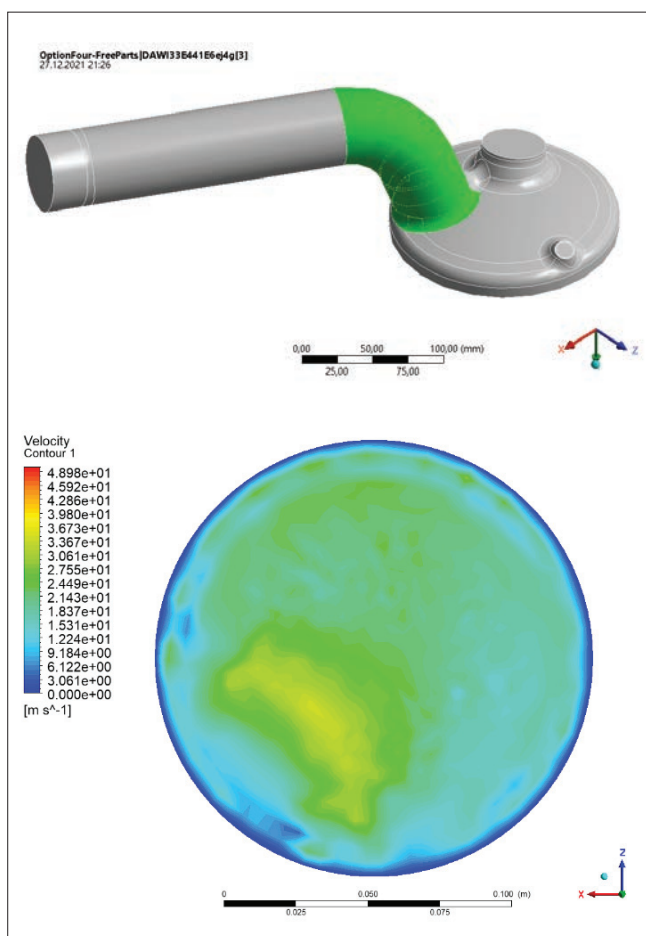 OptionFour-FreeParts|DAWI33E441E6ej4g[3]
27.12.2021 21:26
0,00 50,00 100,00 (mm)
25,00 75,00
X Z
Velocity
Contour 1
4.898e+01
4.592e+01
4.286e+01
3.980e+01
3.673e+01
3.061e+01
2.755e+01
2.449e+01
2.143e+01
1.837e+01
1.531e+01
1.224e+01
9.184e+00
6.122e+00
3.061e+00
0.000e+00
[m s^-1]
Z
X
0 0.050 0.100 (m)
0.025 0.075